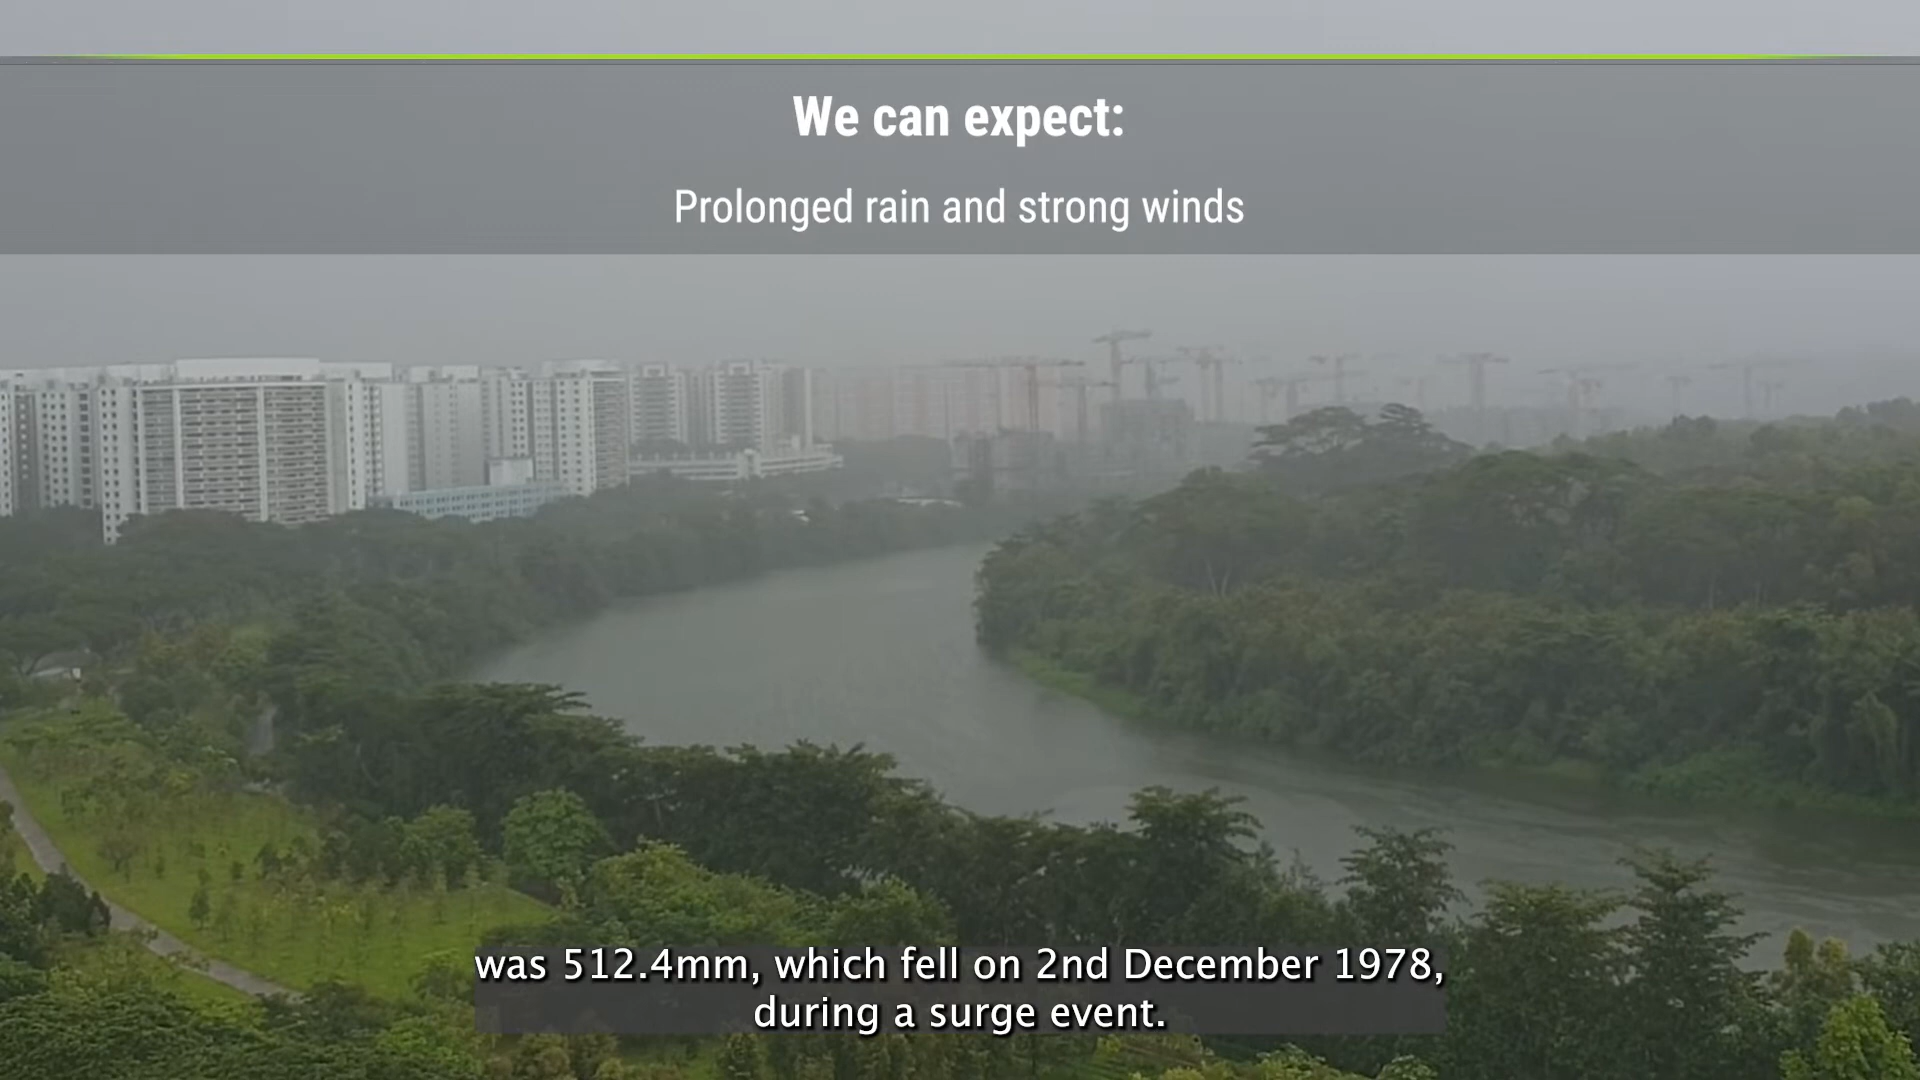 We can expect:
Prolonged rain and strong winds
was 512.4mm, which fell on 2nd December 1978,
during a surge event.